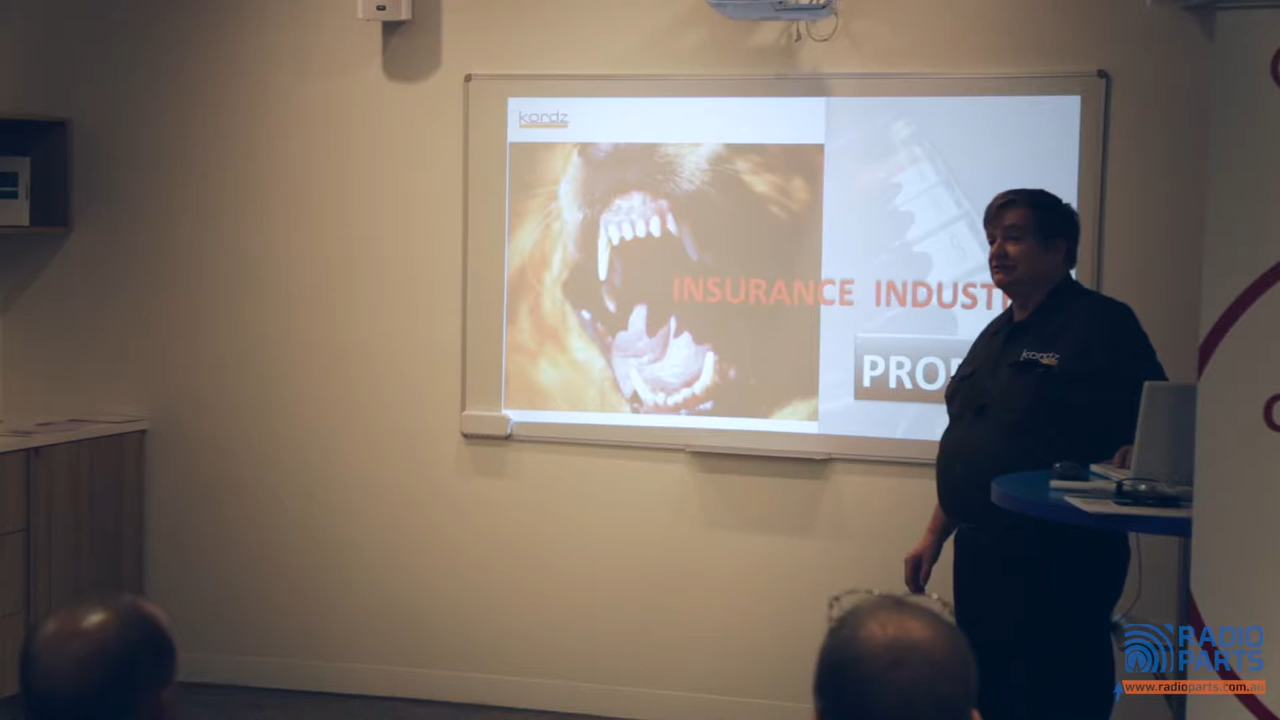 kordz
INSURANCE INDUST
PRO
kordz
RADIO
PARTS
www.radioparts.com.au